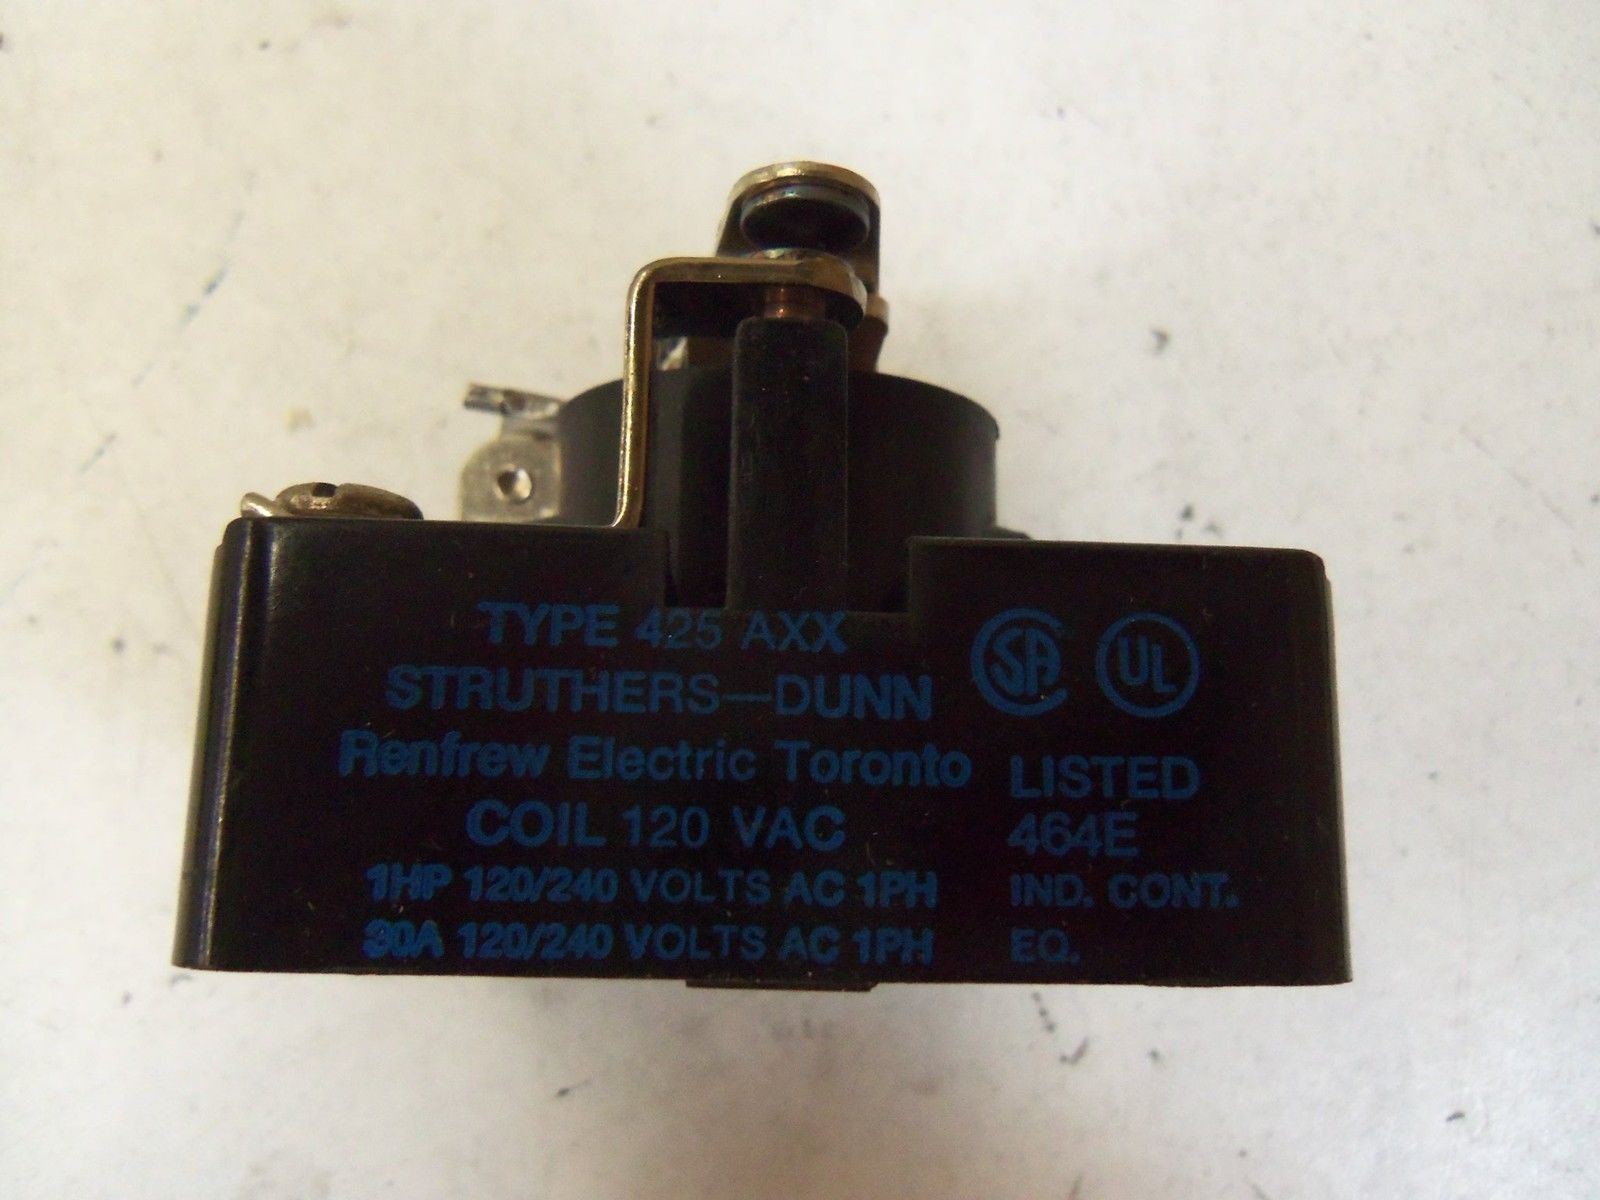 TYPE 425 AXX
STRUTHERS—DUNN
Renfrew Electric Toronto
COIL 120 VAC
1HP 120/240 VOLTS AC 1PH
30A 120/240 VOLTS AC 1PH
SA UL
LISTED
464E
IND. CONT.
EQ.